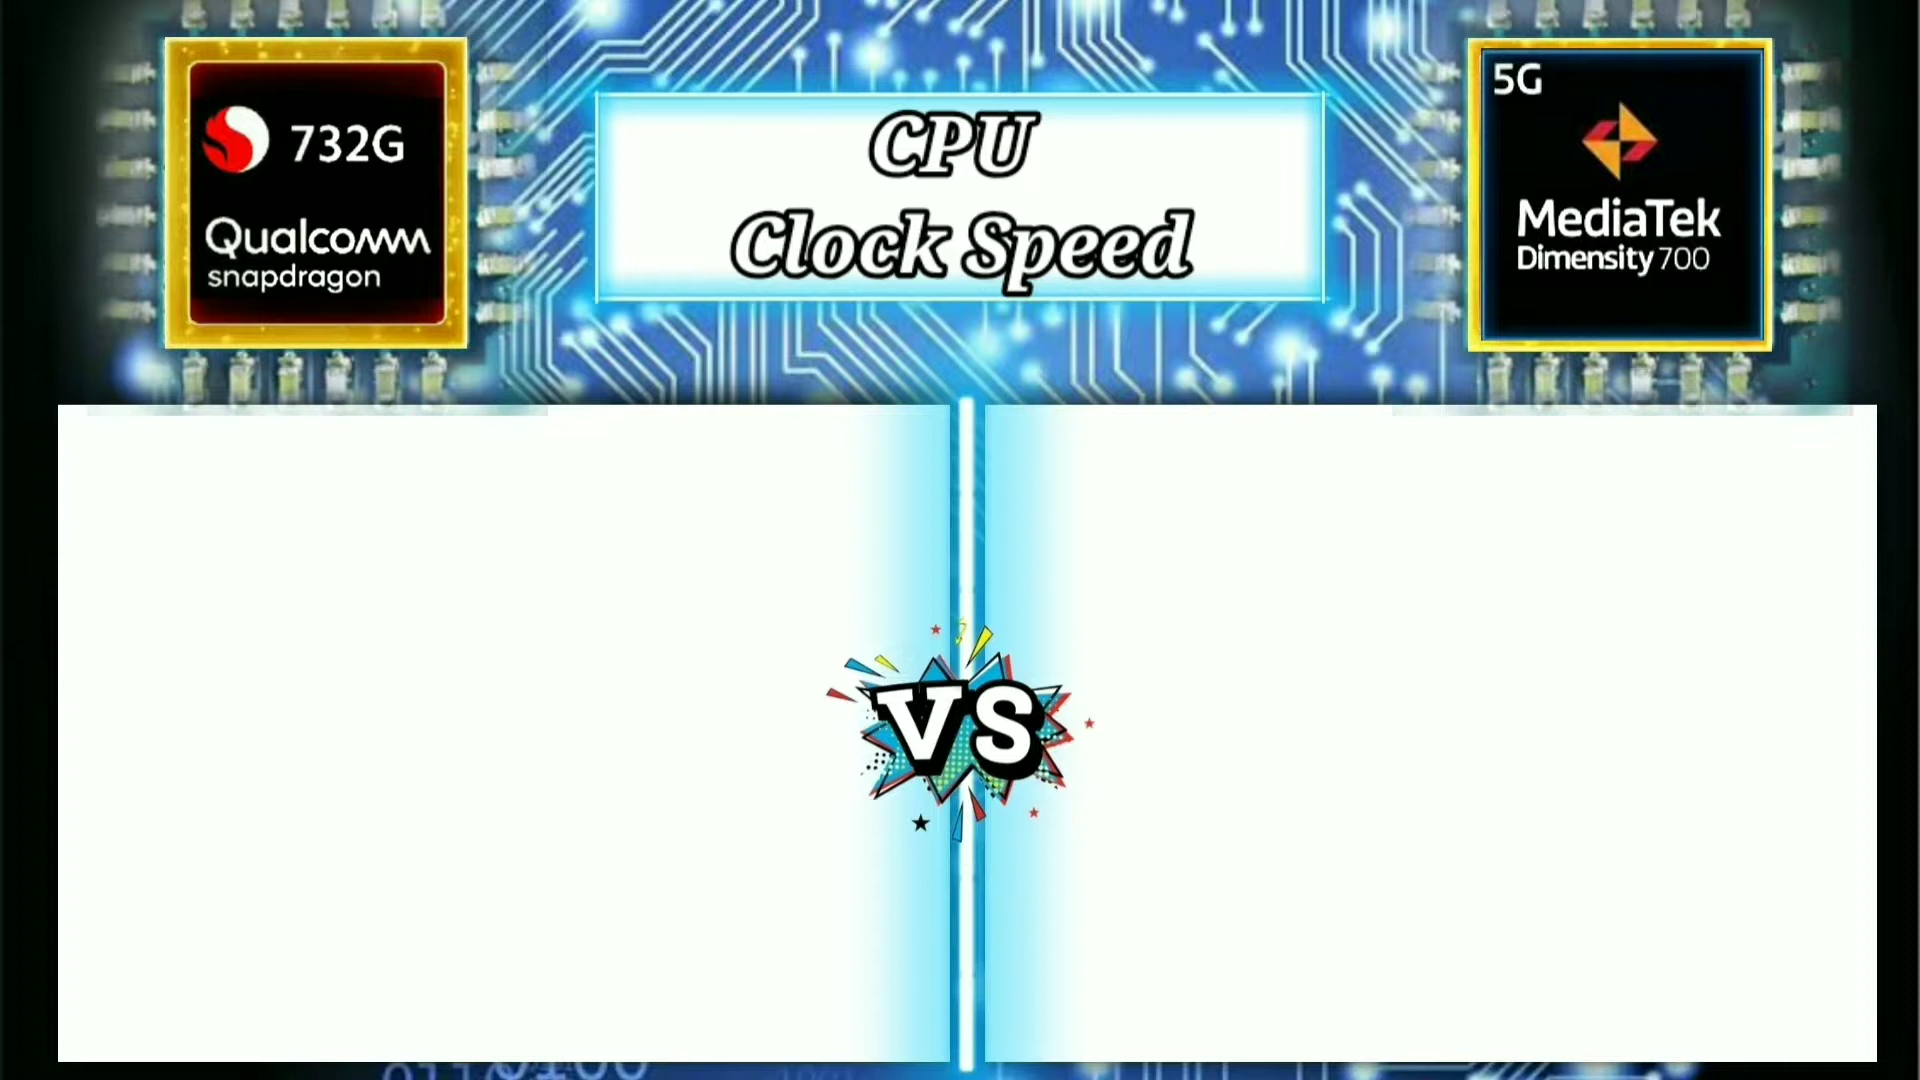 732G
Qualcomm
snapdragon
CPU
Clock Speed
5G
MediaTek
Dimensity 700
VS